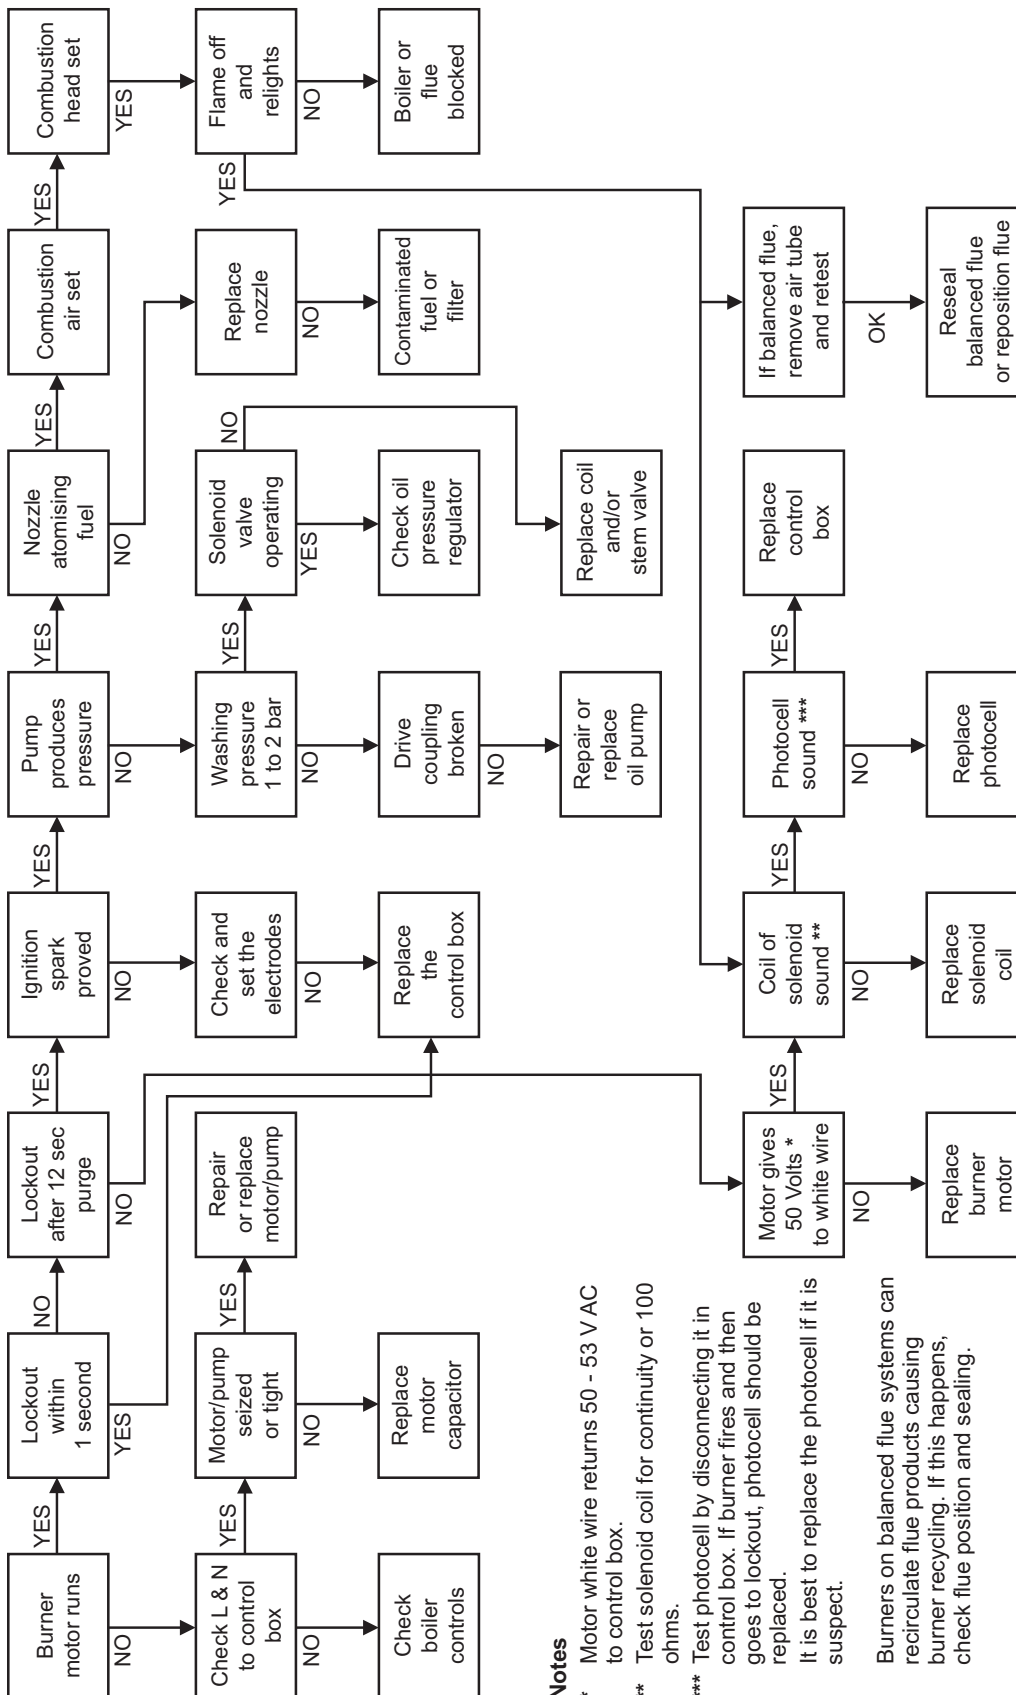 Burner
motor runs
YES
NO
Lockout
within
1 second
NO
YES
Lockout
after 12 sec
purge
YES
NO
Ignition
spark
proved
YES
NO
Pump
produces
pressure
YES
NO
Nozzle
atomising
fuel
YES
NO
Combustion
air set
YES
Combustion
head set
YES
Check L & N
to control
box
YES
NO
Motor/pump
seized
or tight
YES
NO
Repair
or replace
motor/pump
Check and
set the
electrodes
NO
Washing
pressure
1 to 2 bar
YES
NO
Solenoid
valve
operating
NO
YES
Replace
nozzle
NO
Flame off
and
relights
YES
NO
Check
boiler
controls
Replace
motor
capacitor
Replace
the
control box
Drive
coupling
broken
NO
Check oil
pressure
regulator
Contaminated
fuel or
filter
Boiler or
flue
blocked
Repair or
replace
oil pump
Replace coil
and/or
stem valve
Motor gives
50 Volts *
to white wire
YES
NO
Coil of
solenoid
sound **
YES
NO
Photocell
sound ***
YES
NO
Replace
control
box
If balanced flue,
remove air tube
and retest
OK
Replace
burner
motor
Replace
solenoid
coil
Replace
photocell
Reseal
balanced flue
or reposition flue
Notes
* Motor white wire returns 50 - 53 V AC
to control box.
** Test solenoid coil for continuity or 100
ohms.
*** Test photocell by disconnecting it in
control box. If burner fires and then
goes to lockout, photocell should be
replaced.
It is best to replace the photocell if it is
suspect.
Burners on balanced flue systems can
recirculate flue products causing
burner recycling. If this happens,
check flue position and sealing.